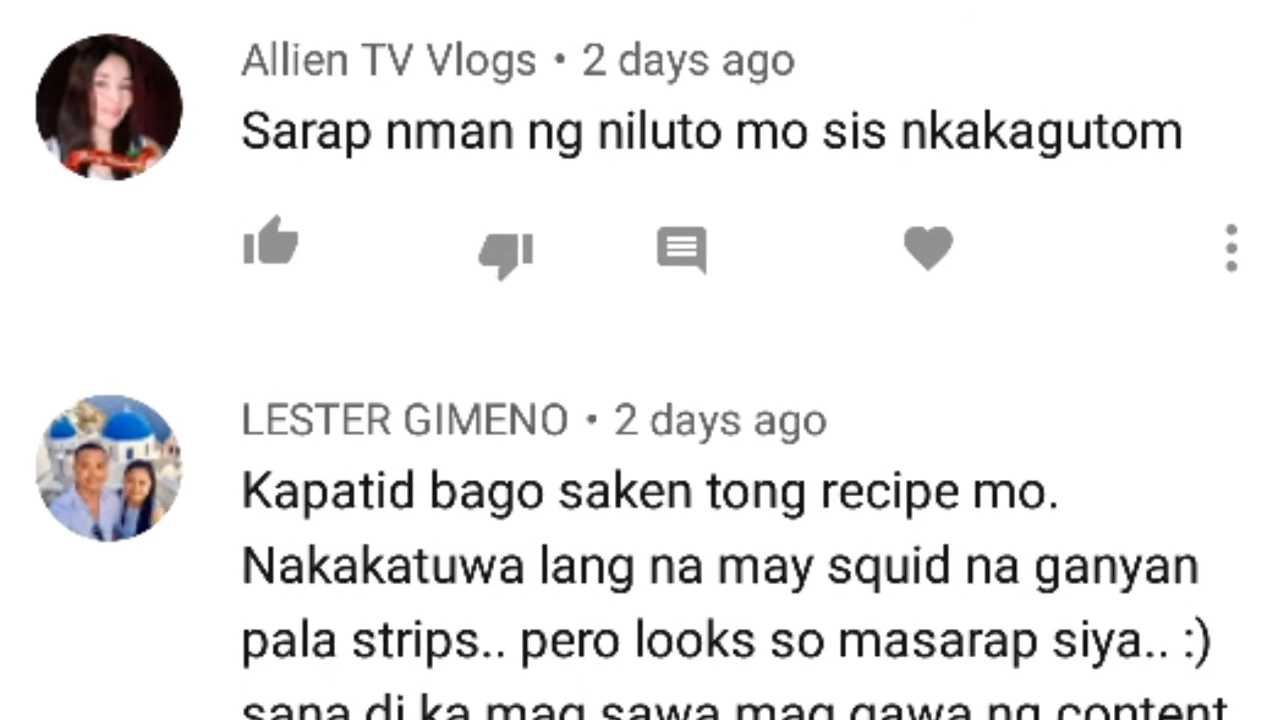 Allien TV Vlogs • 2 days ago
Sarap nman ng niluto mo sis nkakagutom
LESTER GIMENO • 2 days ago
Kapatid bago saken tong recipe mo.
Nakakatuwa lang na may squid na ganyan
pala strips.. pero looks so masarap siya.. :)
sana di ka mag sawa mag gawa ng content